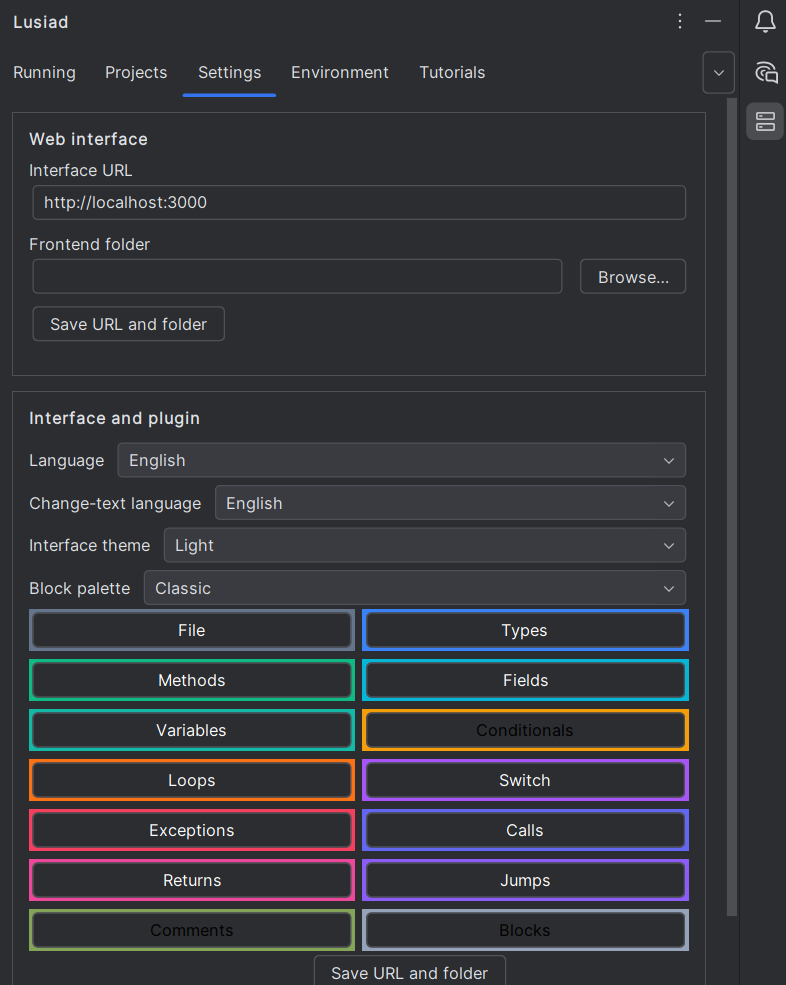 Lusiad
Running Projects Settings Environment Tutorials
Web interface
Interface URL
http://localhost:3000
Frontend folder
Browse...
Save URL and folder
Interface and plugin
Language English
Change-text language English
Interface theme Light
Block palette Classic
File Types
Methods Fields
Variables Conditionals
Loops Switch
Exceptions Calls
Returns Jumps
Comments Blocks
Save URL and folder